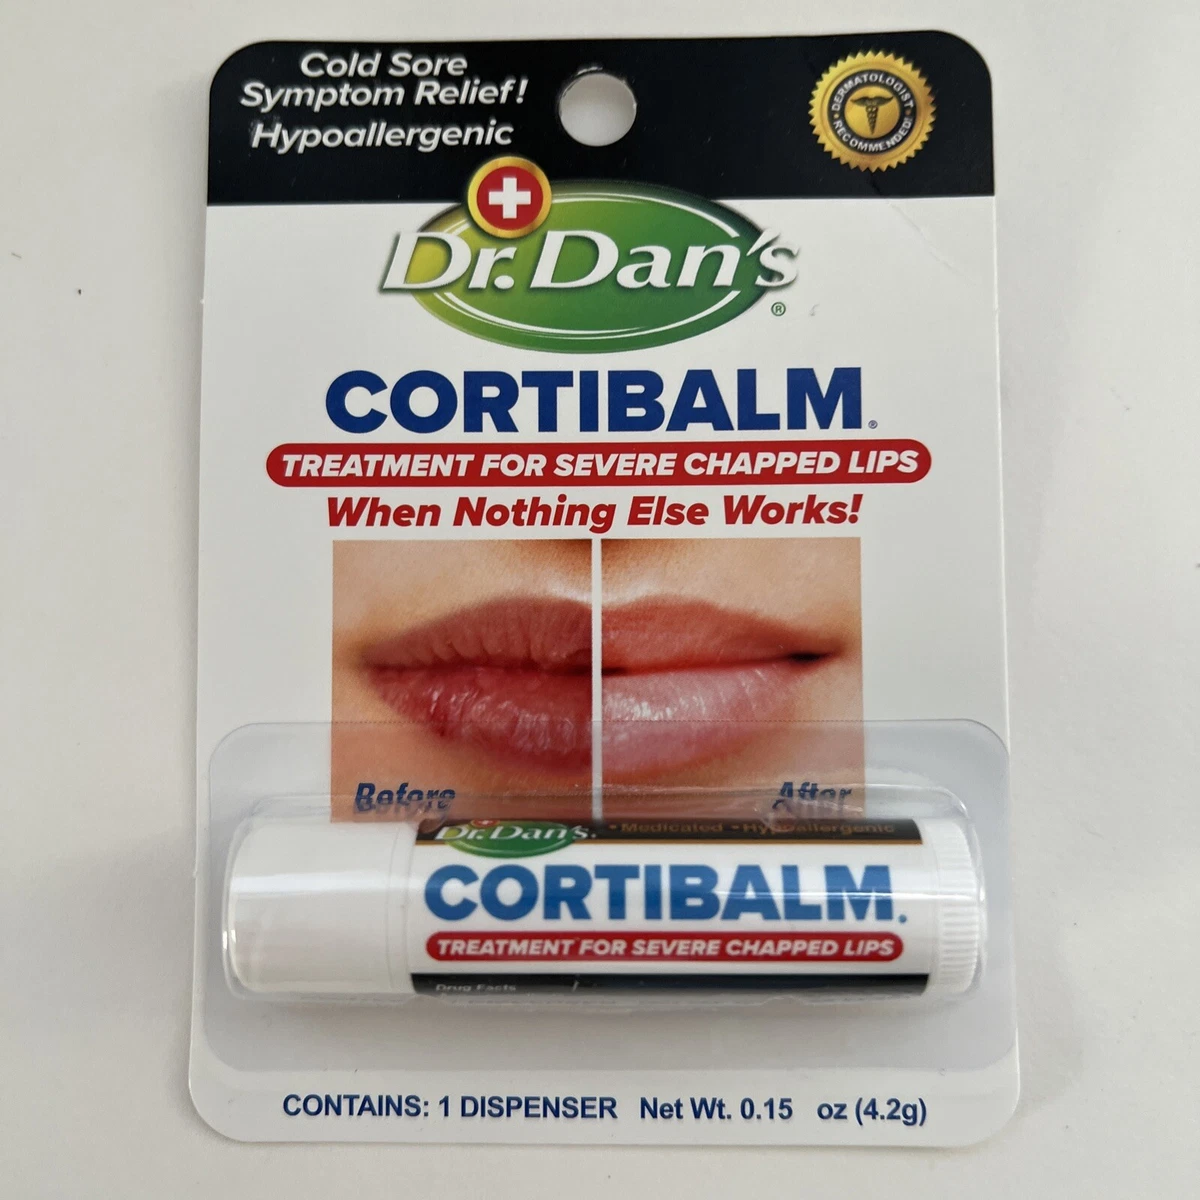 Cold Sore
Symptom Relief!
Hypoallergenic
DERMATOLOGIST
RECOMMENDED!
Dr. Dan's®
CORTIBALM®
TREATMENT FOR SEVERE CHAPPED LIPS
When Nothing Else Works!
Before After
Dr. Dan's. •Medicated •Hypoallergenic
CORTIBALM.
TREATMENT FOR SEVERE CHAPPED LIPS
Drug Facts
CONTAINS: 1 DISPENSER Net Wt. 0.15 oz (4.2g)